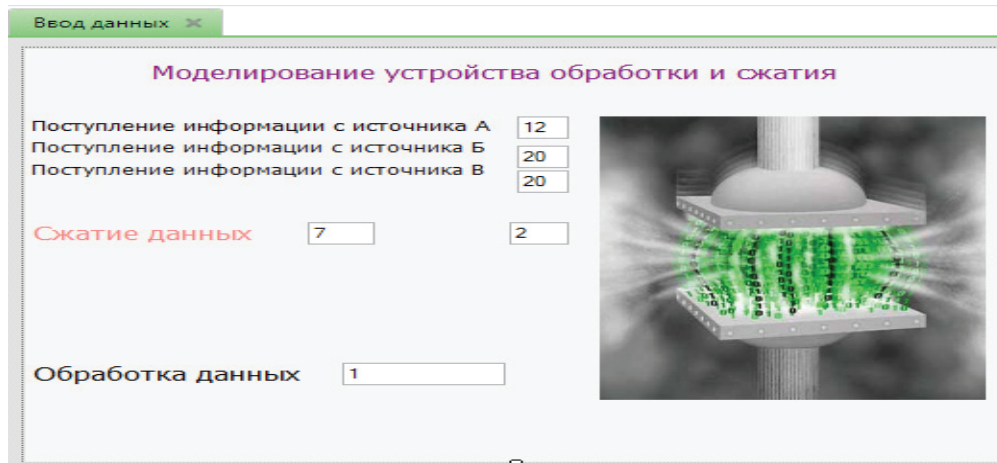 Ввод данных
Моделирование устройства обработки и сжатия
Поступление информации с источника А 12
Поступление информации с источника Б 20
Поступление информации с источника В 20
Сжатие данных 7 2
Обработка данных 1